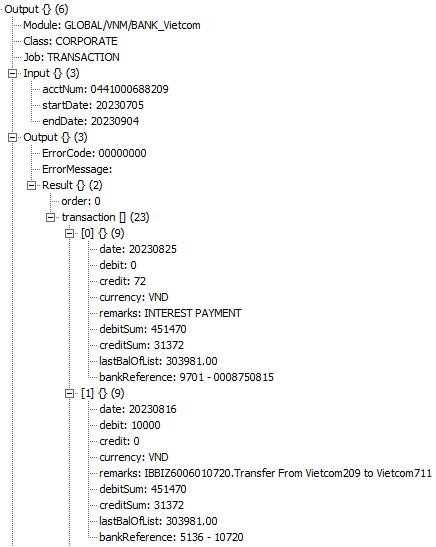 Output {} (6)
Module: GLOBAL/VNM/BANK_Vietcom
Class: CORPORATE
Job: TRANSACTION
Input {} (3)
acctNum: 0441000688209
startDate: 20230705
endDate: 20230904
Output {} (3)
ErrorCode: 00000000
ErrorMessage:
Result {} (2)
order: 0
transaction [] (23)
[0] {} (9)
date: 20230825
debit: 0
credit: 72
currency: VND
remarks: INTEREST PAYMENT
debitSum: 451470
creditSum: 31372
lastBalOfList: 303981.00
bankReference: 9701 - 0008750815
[1] {} (9)
date: 20230816
debit: 10000
credit: 0
currency: VND
remarks: IBBIZ6006010720.Transfer From Vietcom209 to Vietcom711
debitSum: 451470
creditSum: 31372
lastBalOfList: 303981.00
bankReference: 5136 - 10720